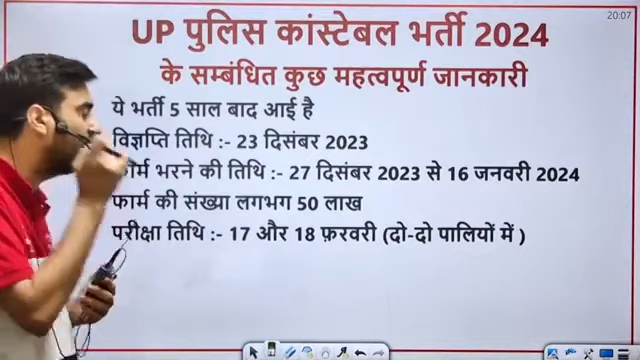 20:07
UP पुलिस कांस्टेबल भर्ती 2024
के सम्बंधित कुछ महत्वपूर्ण जानकारी
ये भर्ती 5 साल बाद आई है
विज्ञप्ति तिथि :- 23 दिसंबर 2023
भरने की तिथि :- 27 दिसंबर 2023 से 16 जनवरी 2024
फार्म की संख्या लगभग 50 लाख
परीक्षा तिथि :- 17 और 18 फ़रवरी (दो-दो पालियों में )